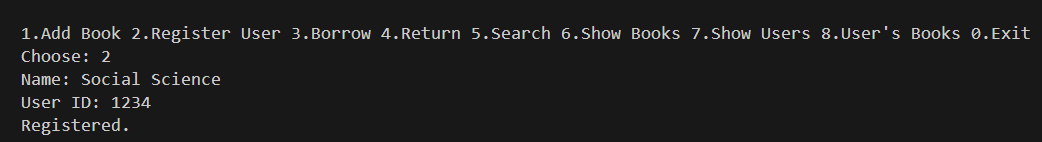 1.Add Book 2.Register User 3.Borrow 4.Return 5.Search 6.Show Books 7.Show Users 8.User's Books 0.Exit
Choose: 2
Name: Social Science
User ID: 1234
Registered.